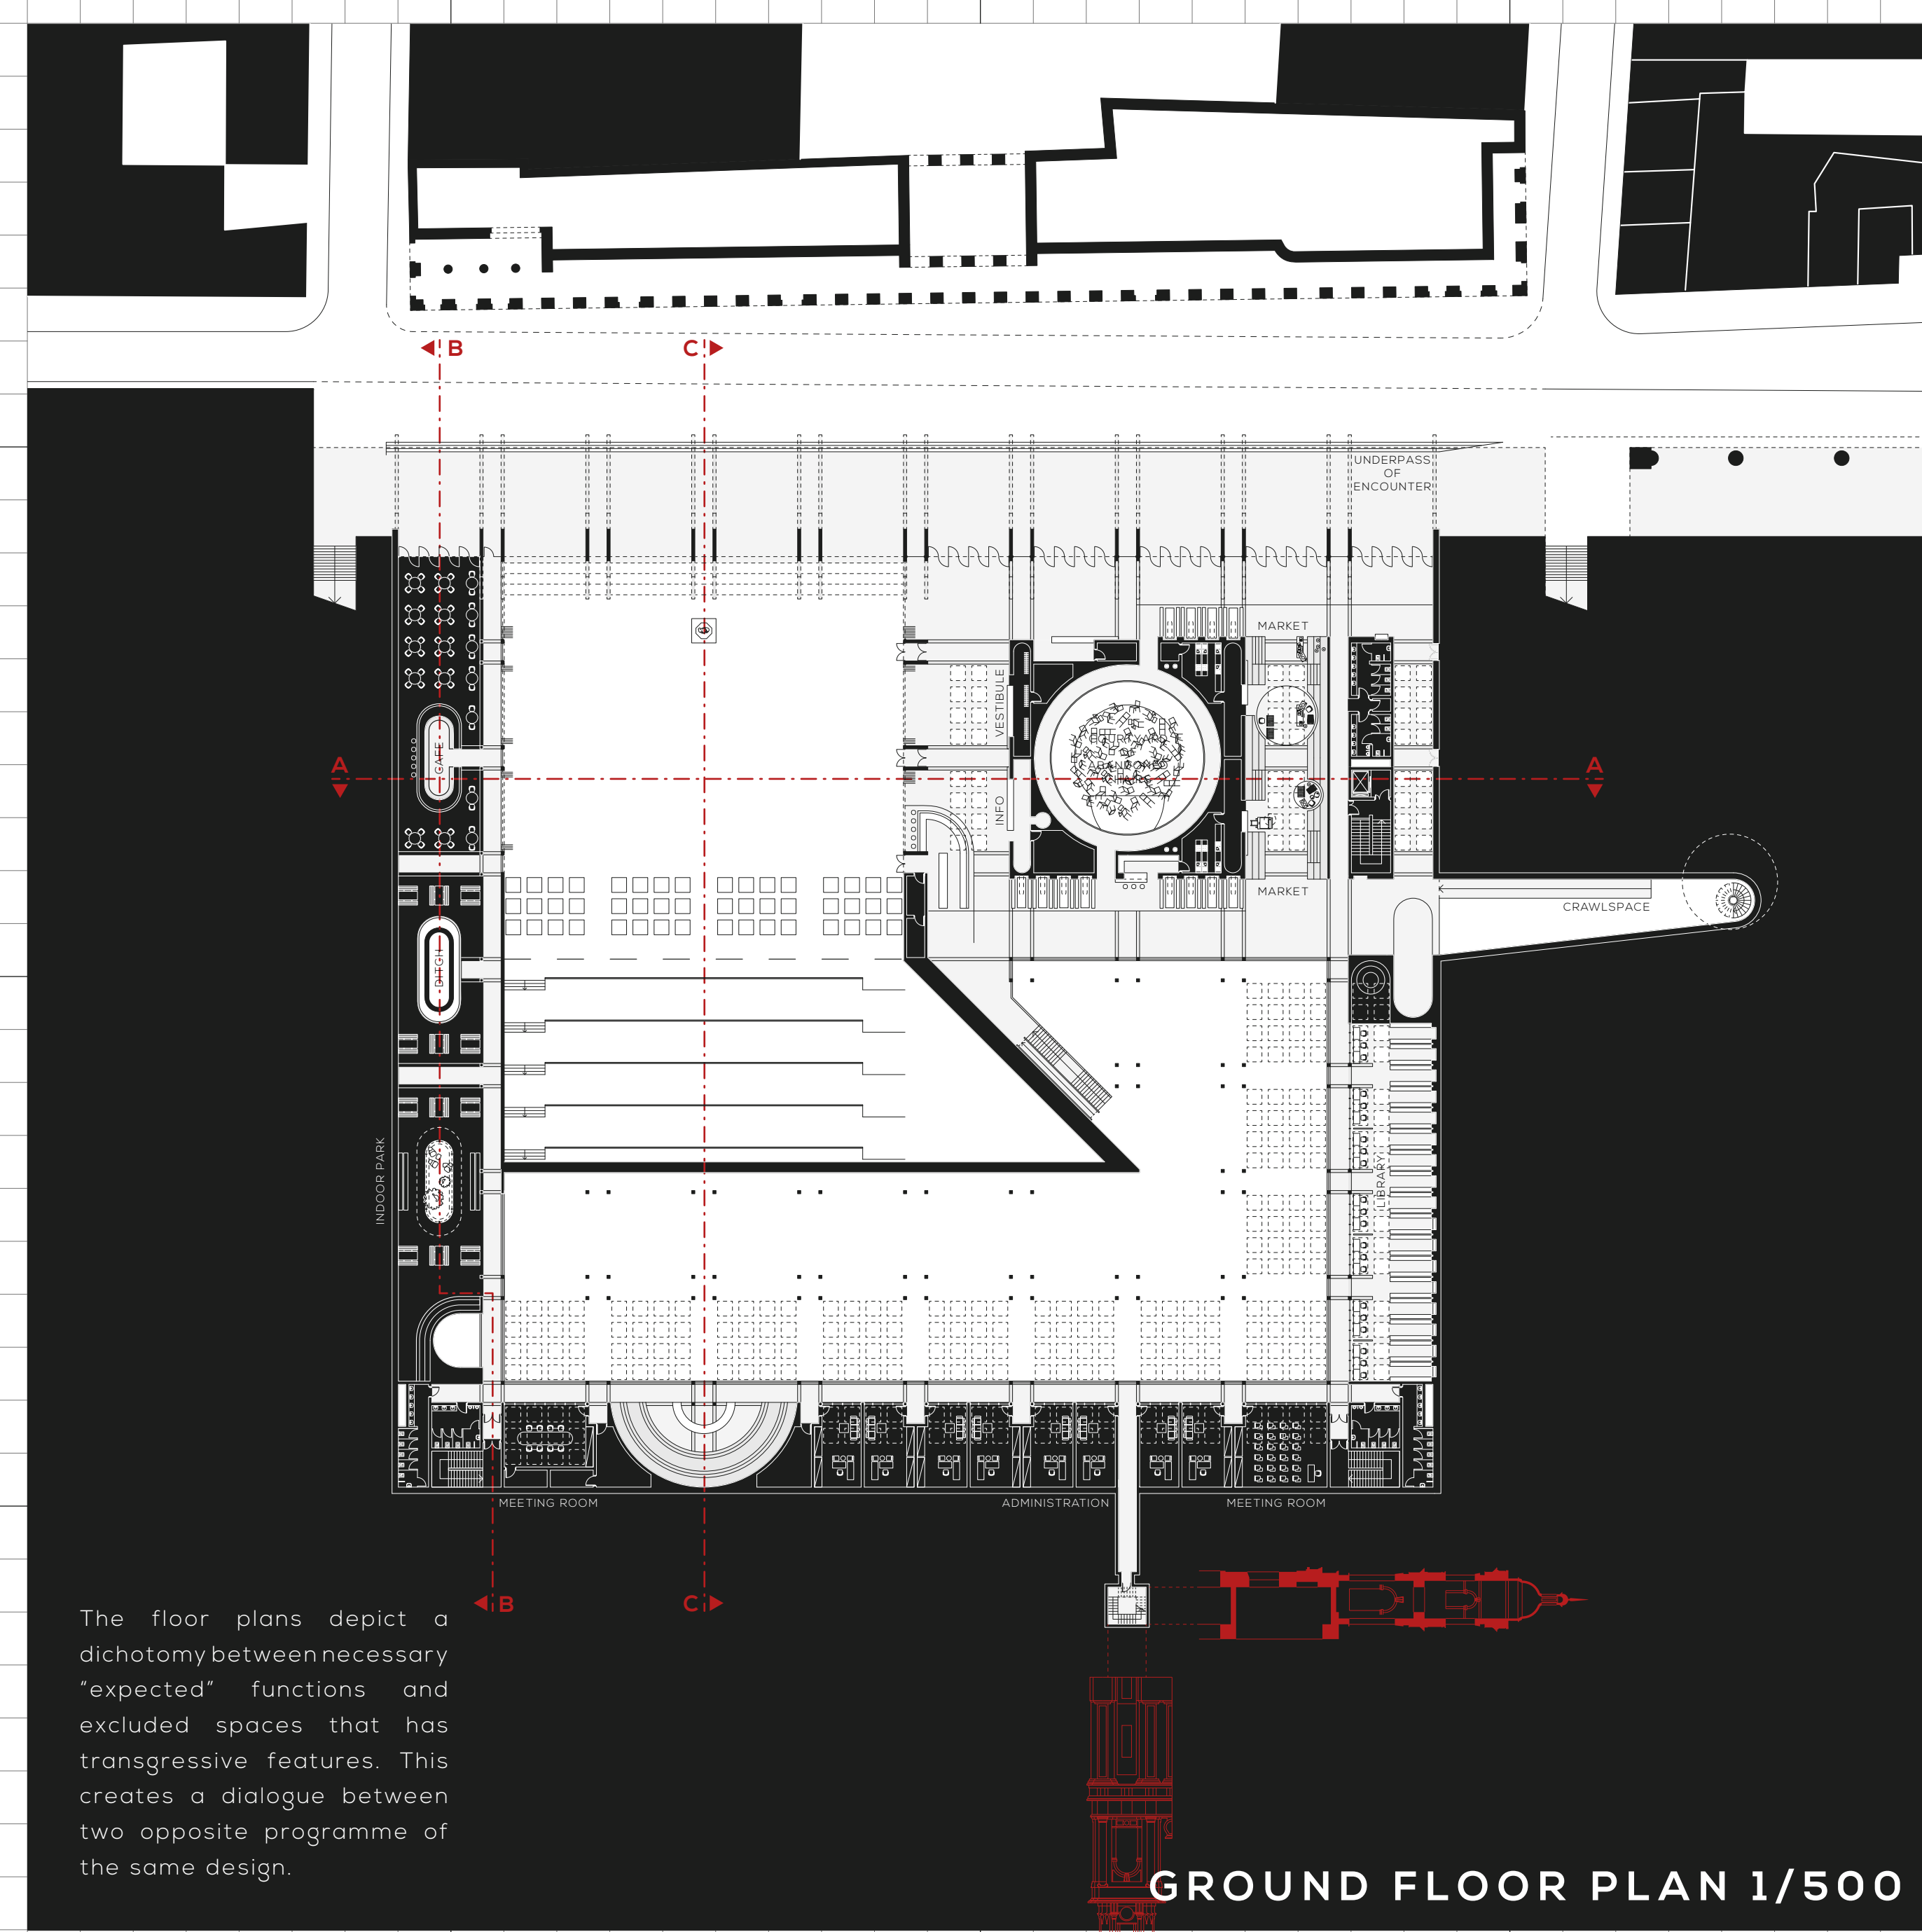 B
C
UNDERPASS
OF
ENCOUNTER
MARKET
VESTIBULE
CAFE
COURTYARD
A
A
INFO
MARKET
CRAWLSPACE
DITCH
INDOOR PARK
LIBRARY
MEETING ROOM
ADMINISTRATION
MEETING ROOM
B
C
The floor plans depict a
dichotomy between necessary
“expected” functions and
excluded spaces that has
transgressive features. This
creates a dialogue between
two opposite programme of
the same design.
GROUND FLOOR PLAN 1/500